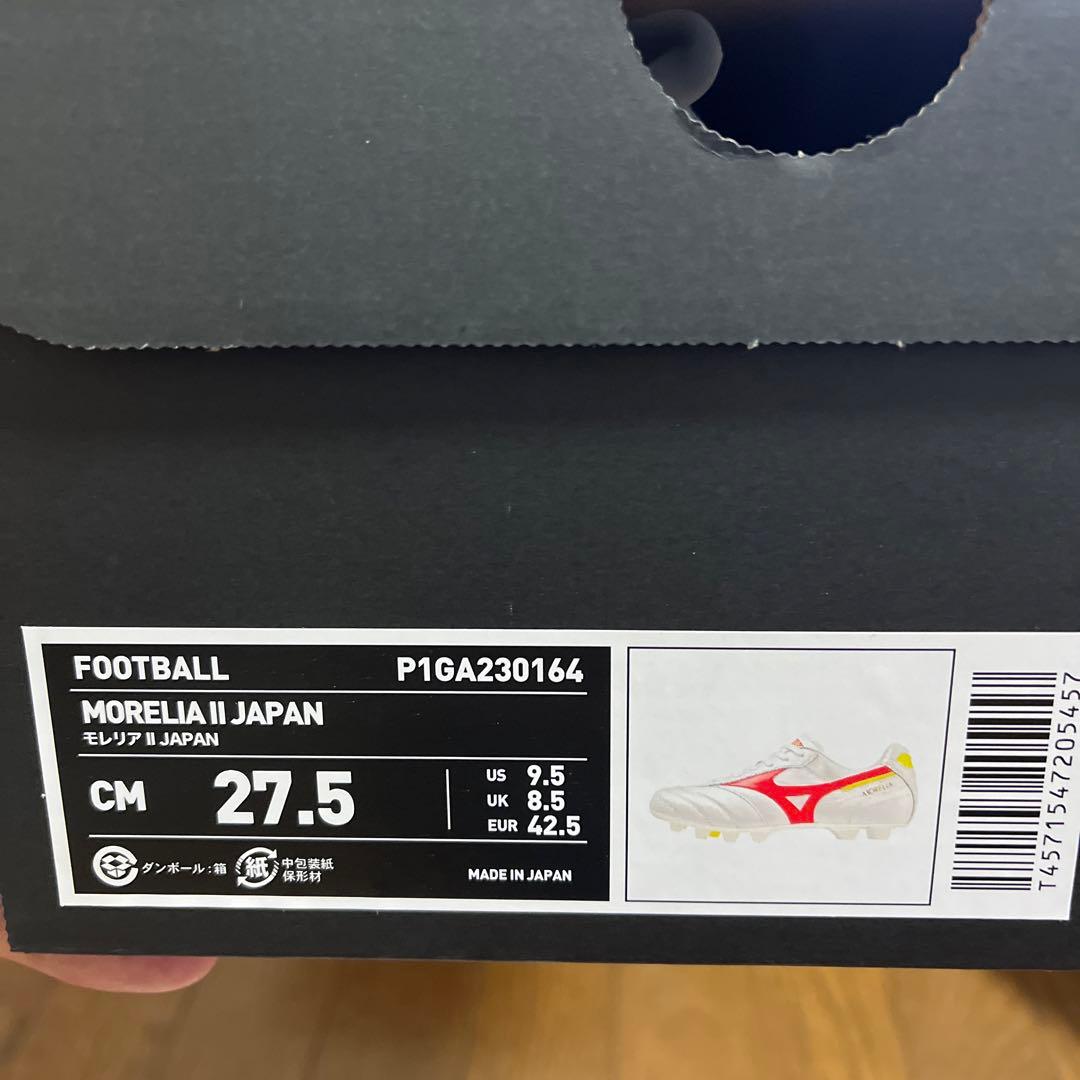 FOOTBALL P1GA230164
MORELIA II JAPAN
モレリア II JAPAN
CM 27.5
US 9.5
UK 8.5
EUR 42.5
ダンボール:箱
紙 中包装紙
保形材
MADE IN JAPAN
MORELIA
T4571547205457